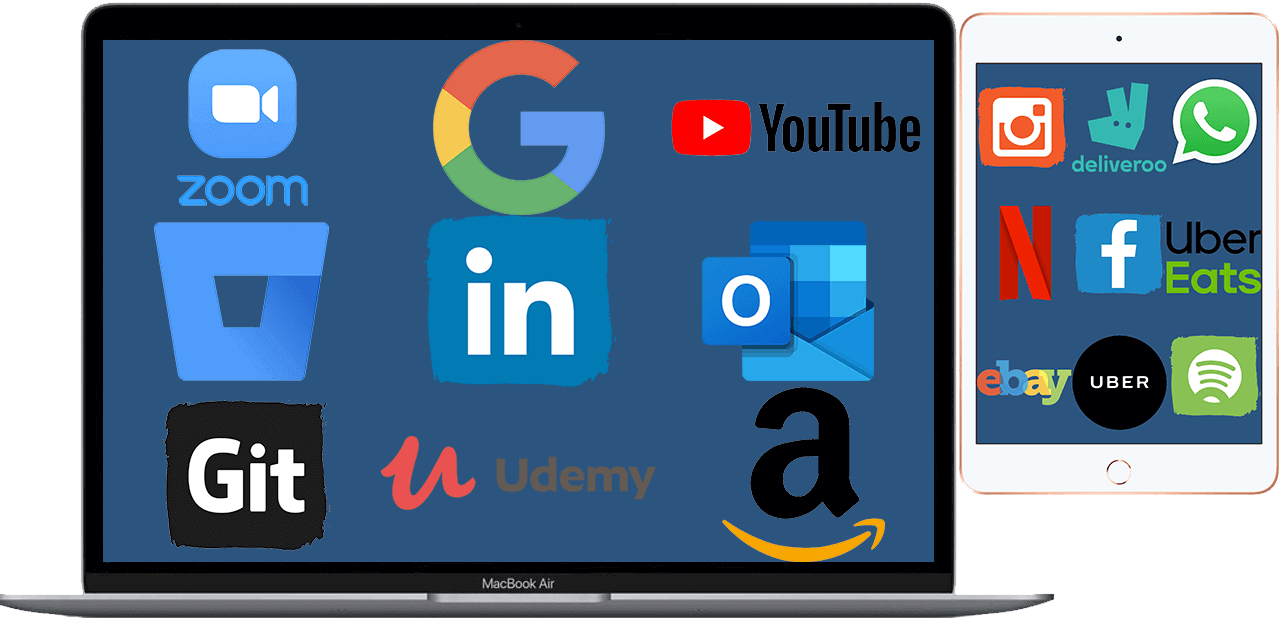 zoom
YouTube
in
O
Git
Udemy
a
MacBook Air
deliveroo
N
f
Uber
Eats
ebay
UBER